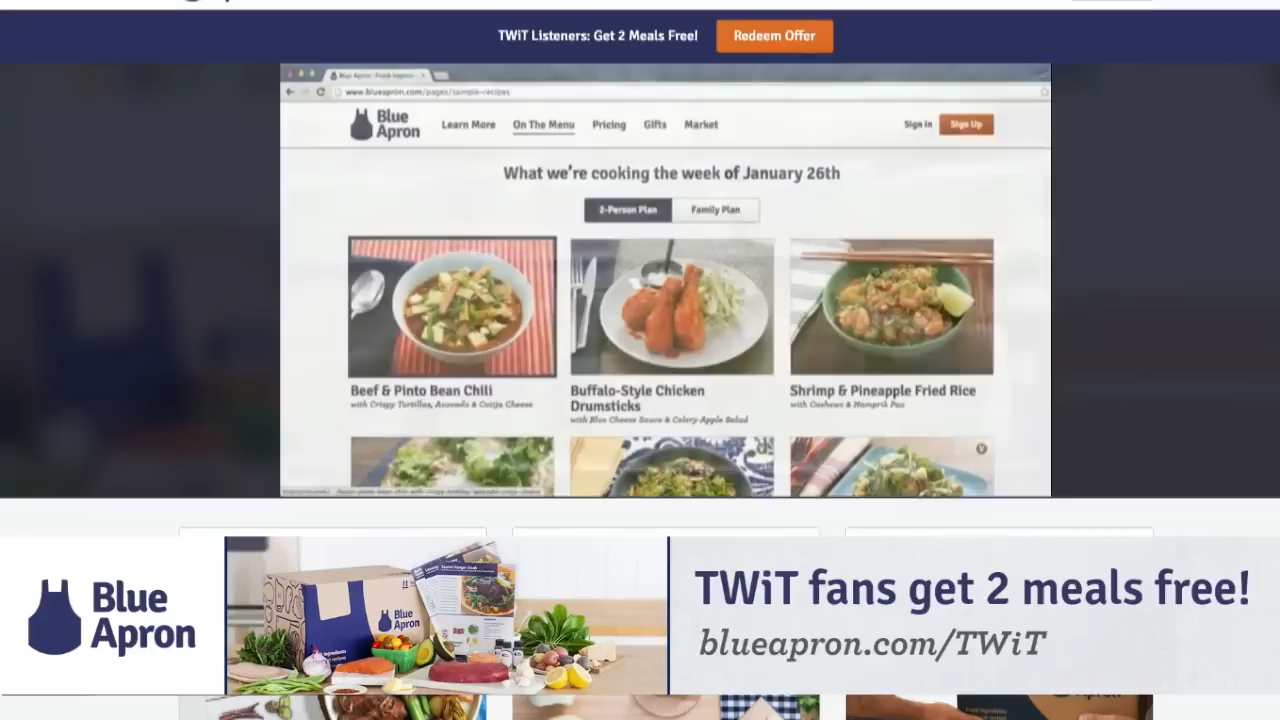 TWiT Listeners: Get 2 Meals Free!
Redeem Offer
www.blueapron.com/pages/sample-recipes
Blue
Apron
Learn More
On The Menu
Pricing
Gifts
Market
Sign In
Sign Up
What we're cooking the week of January 26th
2-Person Plan
Family Plan
Beef & Pinto Bean Chili
with Crispy Tortillas, Avocado & Cotija Cheese
Buffalo-Style Chicken
Drumsticks
with Blue Cheese Sauce & Celery-Apple Salad
Shrimp & Pineapple Fried Rice
with Cashews & Namprik Pao
Blue
Apron
Blue
Apron
TWiT fans get 2 meals free!
blueapron.com/TWiT